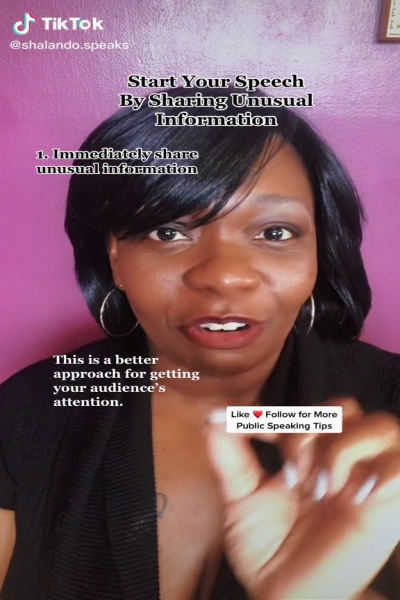 TikTok
@shalando.speaks
Start Your Speech
By Sharing Unusual
Information
1. Immediately share
unusual information
This is a better
approach for getting
your audience's
attention.
Like ❤️ Follow for More
Public Speaking Tips